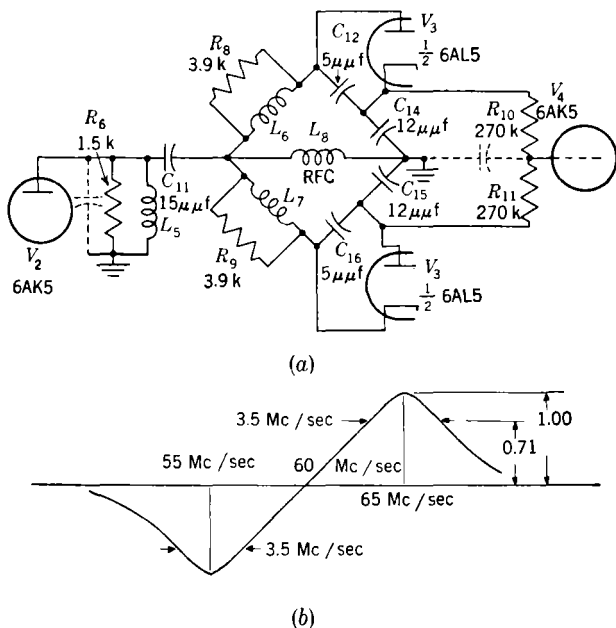 R8
3.9 k
C12
5μμf
V3
1/2 6AL5
R6
1.5 k
L6
L8
RFC
C14
12μμf
R10
270 k
V4
6AK5
C11
15μμf
L5
L7
C15
12μμf
R11
270 k
V2
6AK5
R9
3.9 k
C16
5μμf
V3
1/2 6AL5
(a)
3.5 Mc/sec
1.00
0.71
55 Mc/sec
60 Mc/sec
65 Mc/sec
3.5 Mc/sec
(b)